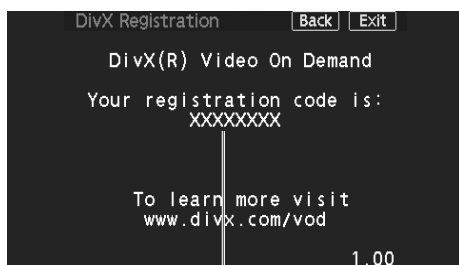 DivX Registration Back Exit
DivX(R) Video On Demand
Your registration code is:
XXXXXXXX
To learn more visit
www.divx.com/vod
1.00